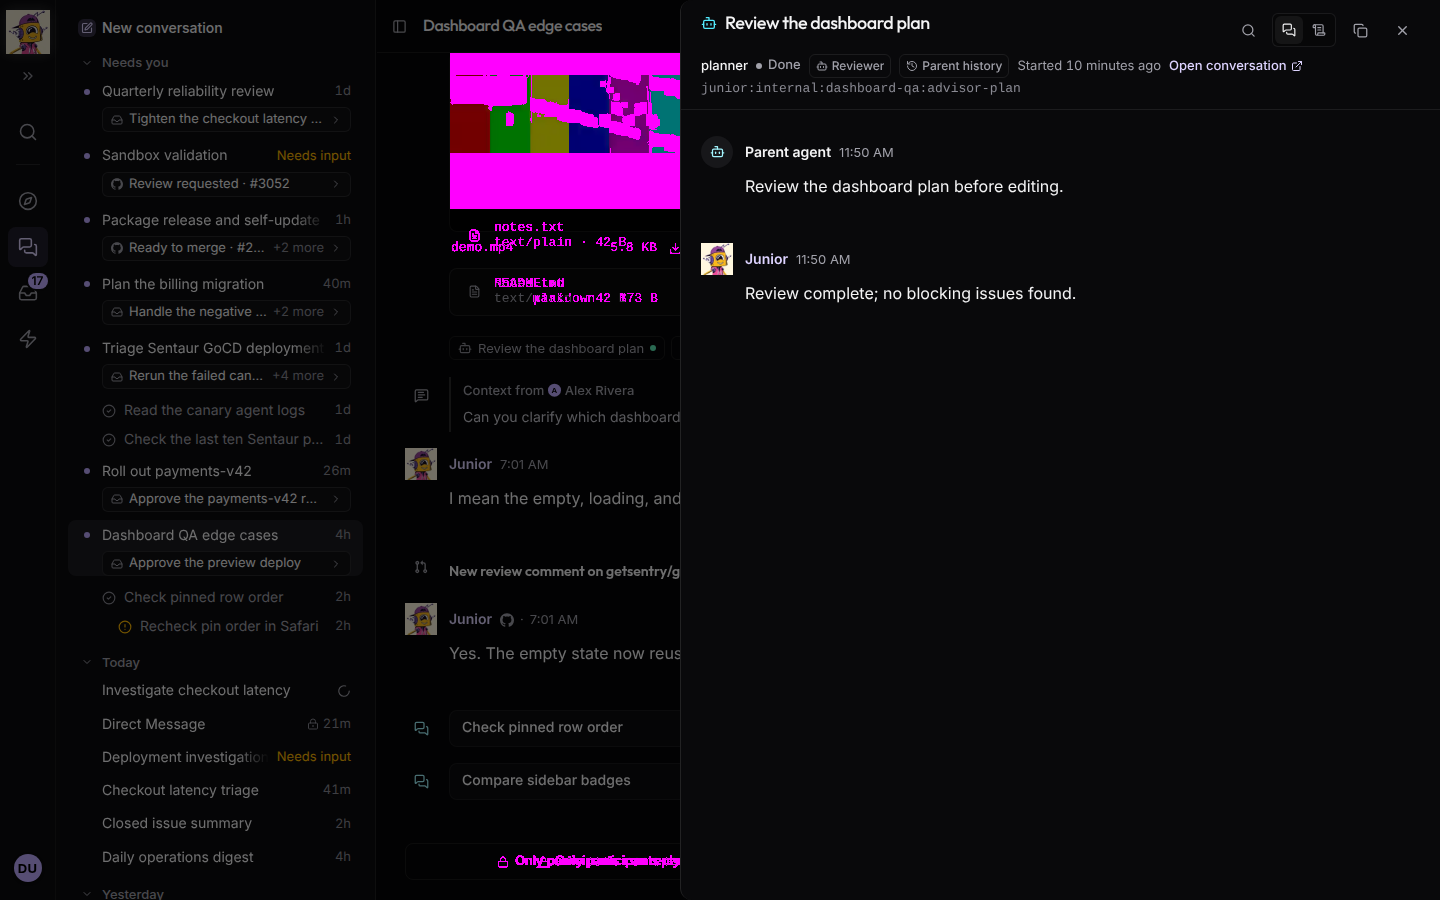 New conversation
Needs you
Quarterly reliability review 1d
Tighten the checkout latency ...
Sandbox validation Needs input
Review requested · #3052
Package release and self-update 1h
Ready to merge · #2... +2 more
17
Plan the billing migration 40m
Handle the negative ... +2 more
Triage Sentaur GoCD deployment 1d
Rerun the failed can... +4 more
Read the canary agent logs 1d
Check the last ten Sentaur p... 1d
Roll out payments-v42 26m
Approve the payments-v42 r...
Dashboard QA edge cases 4h
Approve the preview deploy
Check pinned row order 2h
Recheck pin order in Safari 2h
Today
Investigate checkout latency
Direct Message 21m
Deployment investigation Needs input
Checkout latency triage 41m
Closed issue summary 2h
Daily operations digest 4h
Yesterday
DU
Dashboard QA edge cases
notes.txt
text/plain · 42 B
demo.mp4 5.8 KB
Review the dashboard plan
Context from A Alex Rivera
Can you clarify which dashboard
Junior 7:01 AM
I mean the empty, loading, and
New review comment on getsentry/g
Junior · 7:01 AM
Yes. The empty state now reus
Check pinned row order
Compare sidebar badges
Review the dashboard plan
planner Done Reviewer Parent history Started 10 minutes ago Open conversation
junior:internal:dashboard-qa:advisor-plan
Parent agent 11:50 AM
Review the dashboard plan before editing.
Junior 11:50 AM
Review complete; no blocking issues found.